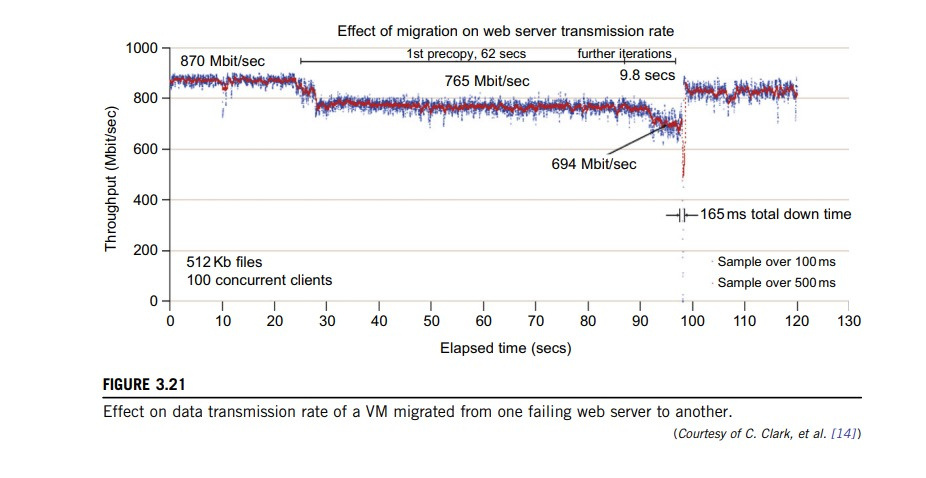 Effect of migration on web server transmission rate
1000
1st precopy, 62 secs
further iterations
870 Mbit/sec
9.8 secs
765 Mbit/sec
800
Throughput (Mbit/sec)
600
694 Mbit/sec
400
165 ms total down time
200
512 Kb files
Sample over 100 ms
100 concurrent clients
Sample over 500 ms
0
0 10 20 30 40 50 60 70 80 90 100 110 120 130
Elapsed time (secs)
FIGURE 3.21
Effect on data transmission rate of a VM migrated from one failing web server to another.
(Courtesy of C. Clark, et al. [14])